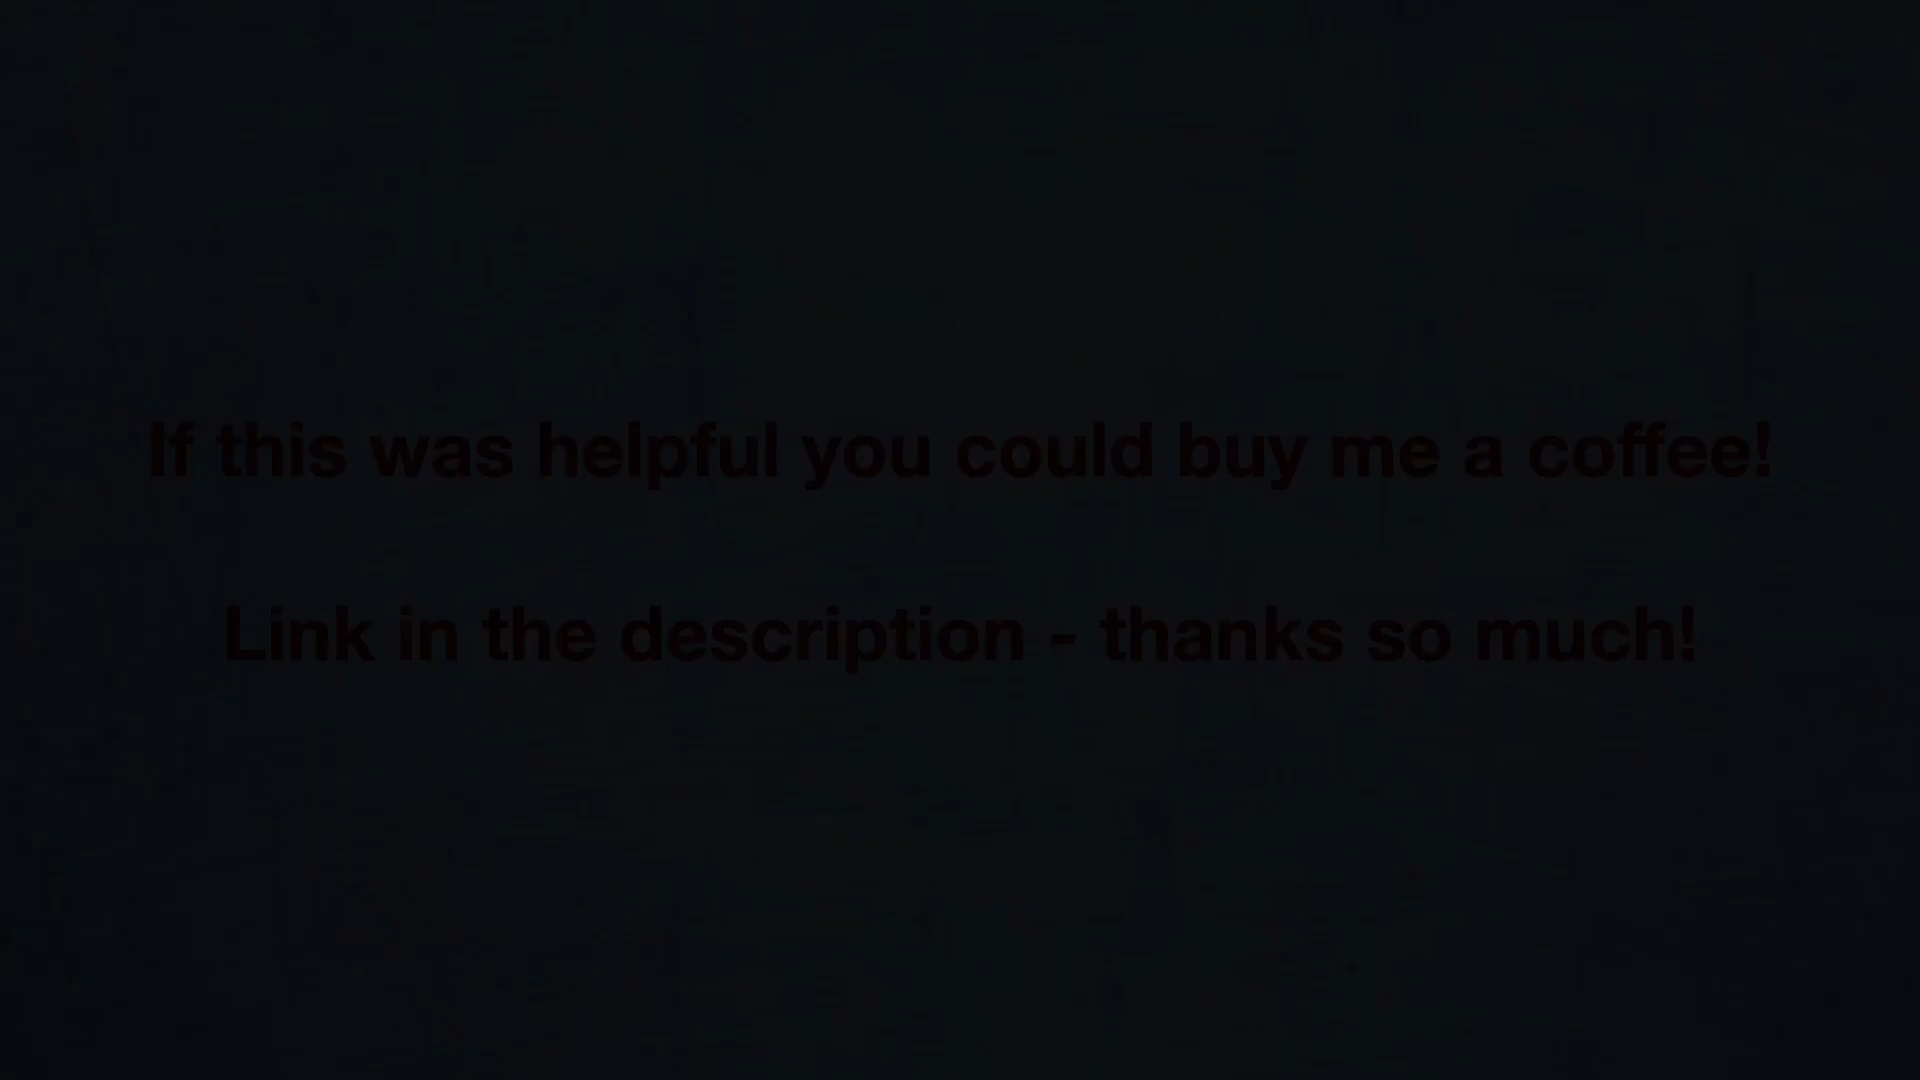 If this was helpful you could buy me a coffee!
Link in the description - thanks so much!